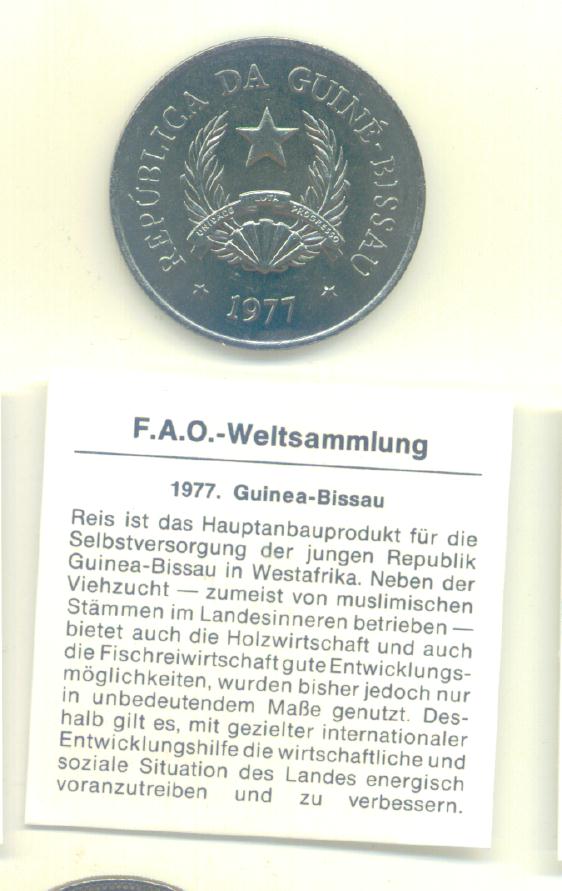 REPÚBLICA DA GUINÉ-BISSAU
UNIDADE LUTA PROGRESSO
1977
F.A.O.-Weltsammlung
1977. Guinea-Bissau
Reis ist das Hauptanbauprodukt für die
Selbstversorgung der jungen Republik
Guinea-Bissau in Westafrika. Neben der
Viehzucht — zumeist von muslimischen
Stämmen im Landesinneren betrieben —
bietet auch die Holzwirtschaft und auch
die Fischreiwirtschaft gute Entwicklungs-
möglichkeiten, wurden bisher jedoch nur
in unbedeutendem Maße genutzt. Des-
halb gilt es, mit gezielter internationaler
Entwicklungshilfe die wirtschaftliche und
soziale Situation des Landes energisch
voranzutreiben und zu verbessern.